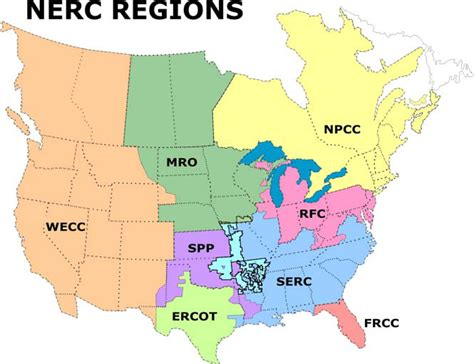 NERC REGIONS
NPCC
MRO
RFC
WECC
SPP
SERC
ERCOT
FRCC